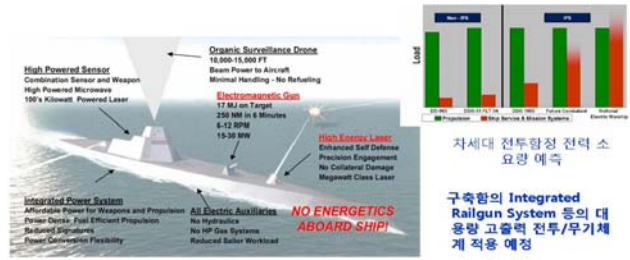 Organic Surveillance Drone
10,000-15,000 FT
Beam Power to Aircraft
Minimal Handling - No Refueling
High Powered Sensor
Combination Sensor and Weapon
High Powered Microwave
100's Kilowatt Powered Laser
Electromagnetic Gun
17 MJ on Target
250 NM in 6 Minutes
6-12 RPM
15-30 MW
High Energy Laser
Enhanced Self Defense
Precision Engagement
No Collateral Damage
Megawatt Class Laser
Integrated Power System
Affordable Power for Weapons and Propulsion
Power Dense, Fuel Efficient Propulsion
Reduced Signatures
Power Conversion Flexibility
All Electric Auxiliaries
No Hydraulics
No HP Gas Systems
Reduced Sailor Workload
NO ENERGETICS
ABOARD SHIP!
Load
Non-IPS
IPS
Future Combatant
National
Electric Warship
Propulsion
Ship Service & Mission Systems
차세대 전투함정 전력 소
요량 예측
구축함의 Integrated
Railgun System 등의 대
용량 고출력 전투/무기체
계 적용 예정